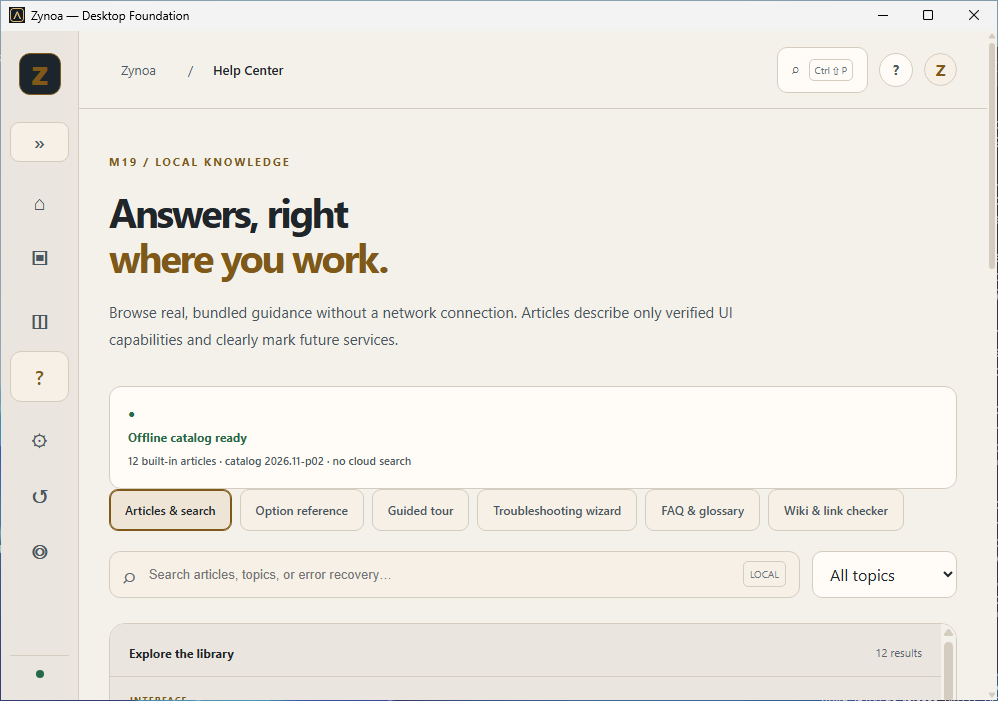 Zynoa — Desktop Foundation
Z
Zynoa / Help Center
Ctrl ⇧ P
?
Z
»
?
M19 / LOCAL KNOWLEDGE
Answers, right
where you work.
Browse real, bundled guidance without a network connection. Articles describe only verified UI
capabilities and clearly mark future services.
Offline catalog ready
12 built-in articles · catalog 2026.11-p02 · no cloud search
Articles & search
Option reference
Guided tour
Troubleshooting wizard
FAQ & glossary
Wiki & link checker
Search articles, topics, or error recovery…
LOCAL
All topics
Explore the library
12 results
INTERFACE